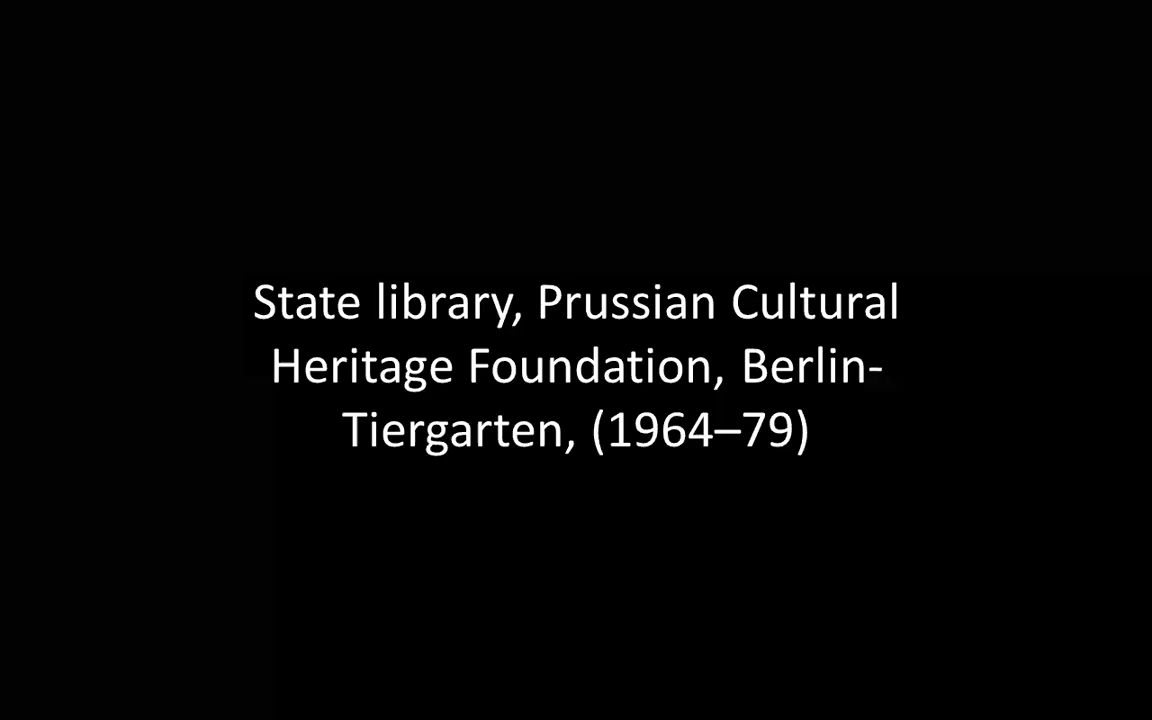 State library, Prussian Cultural
Heritage Foundation, Berlin-
Tiergarten, (1964–79)